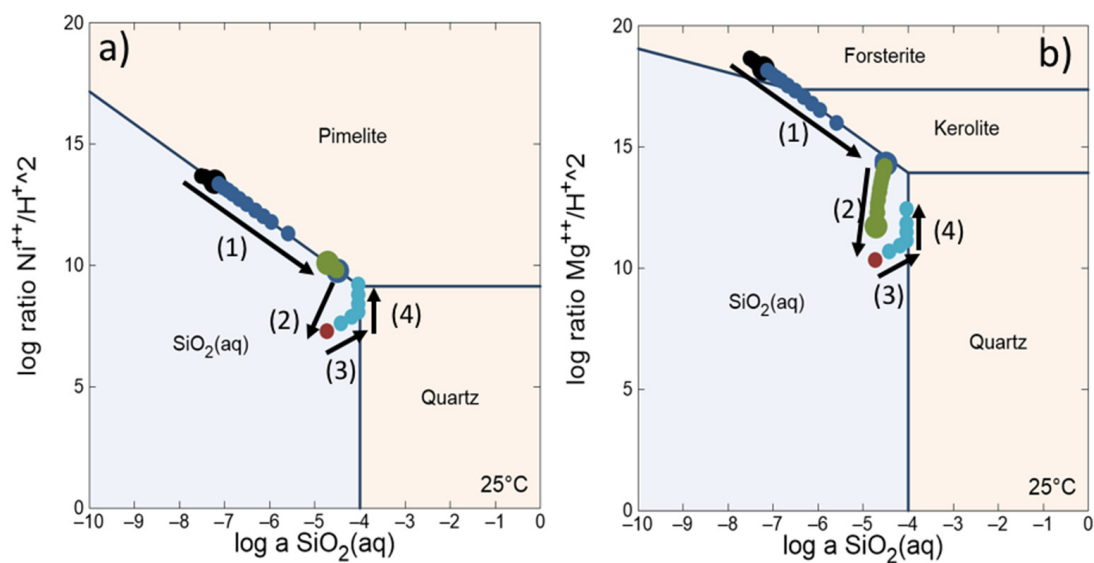 a)
log ratio Ni⁺⁺/H⁺^2
20
15
10
5
0
Pimelite
(1)
(2)
(4)
SiO₂(aq)
(3)
Quartz
25°C
−10 −9 −8 −7 −6 −5 −4 −3 −2 −1 0
log a SiO₂(aq)
b)
log ratio Mg⁺⁺/H⁺^2
20
15
10
5
0
Forsterite
Kerolite
(1)
(2)
(4)
(3)
SiO₂(aq)
Quartz
25°C
−10 −9 −8 −7 −6 −5 −4 −3 −2 −1 0
log a SiO₂(aq)